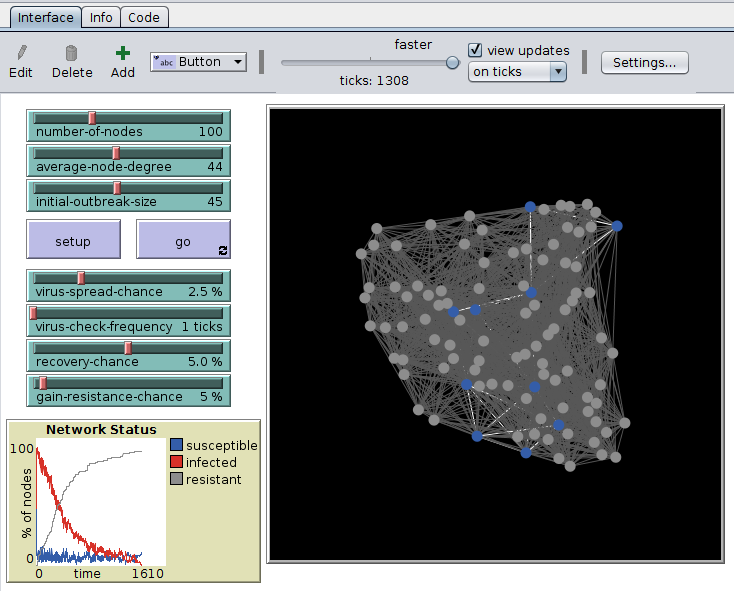 Interface Info Code
faster
Edit Delete Add abc Button ticks: 1308 view updates on ticks Settings...
number-of-nodes 100
average-node-degree 44
initial-outbreak-size 45
setup go
virus-spread-chance 2.5 %
virus-check-frequency 1 ticks
recovery-chance 5.0 %
gain-resistance-chance 5 %
Network Status
100
% of nodes
0
0 time 1610
susceptible
infected
resistant